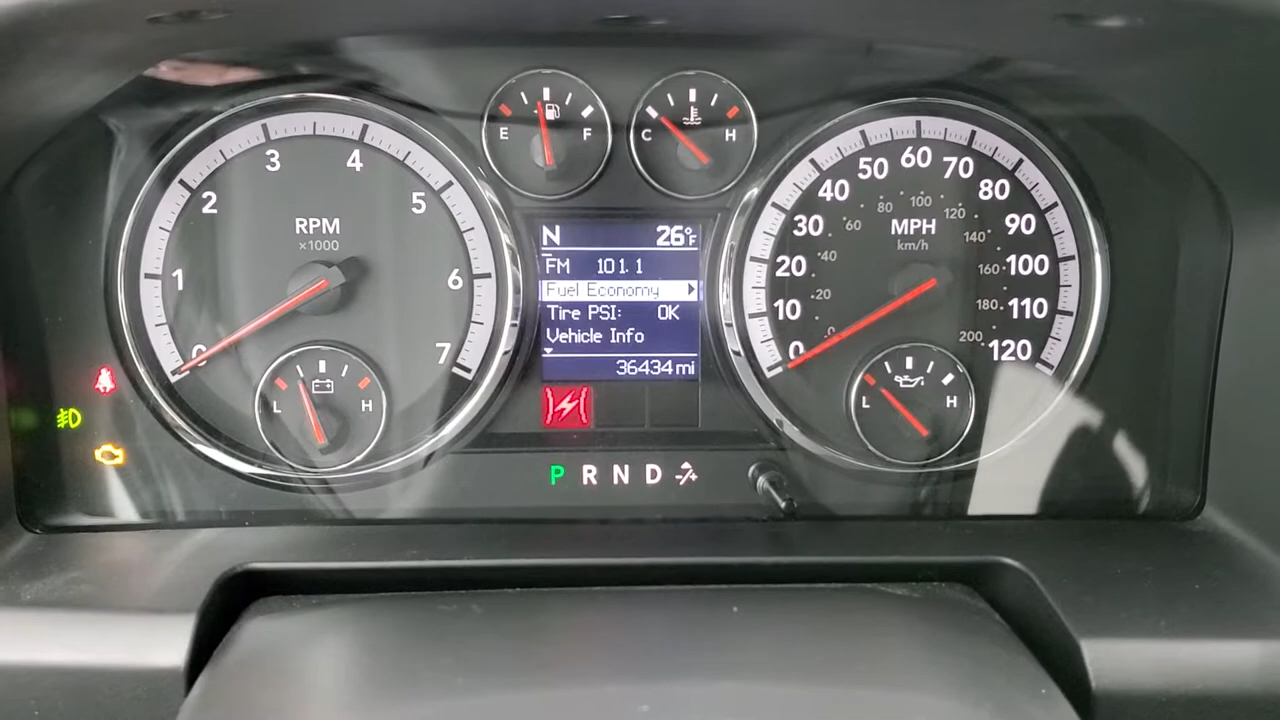 E F
C H
RPM
×1000
0 1 2 3 4 5 6 7
L H
N 26°F
FM 101.1
Fuel Economy
Tire PSI: OK
Vehicle Info
36434 mi
P R N D
MPH
km/h
0 10 20 30 40 50 60 70 80 90 100 110 120
0 20 40 60 80 100 120 140 160 180 200
L H